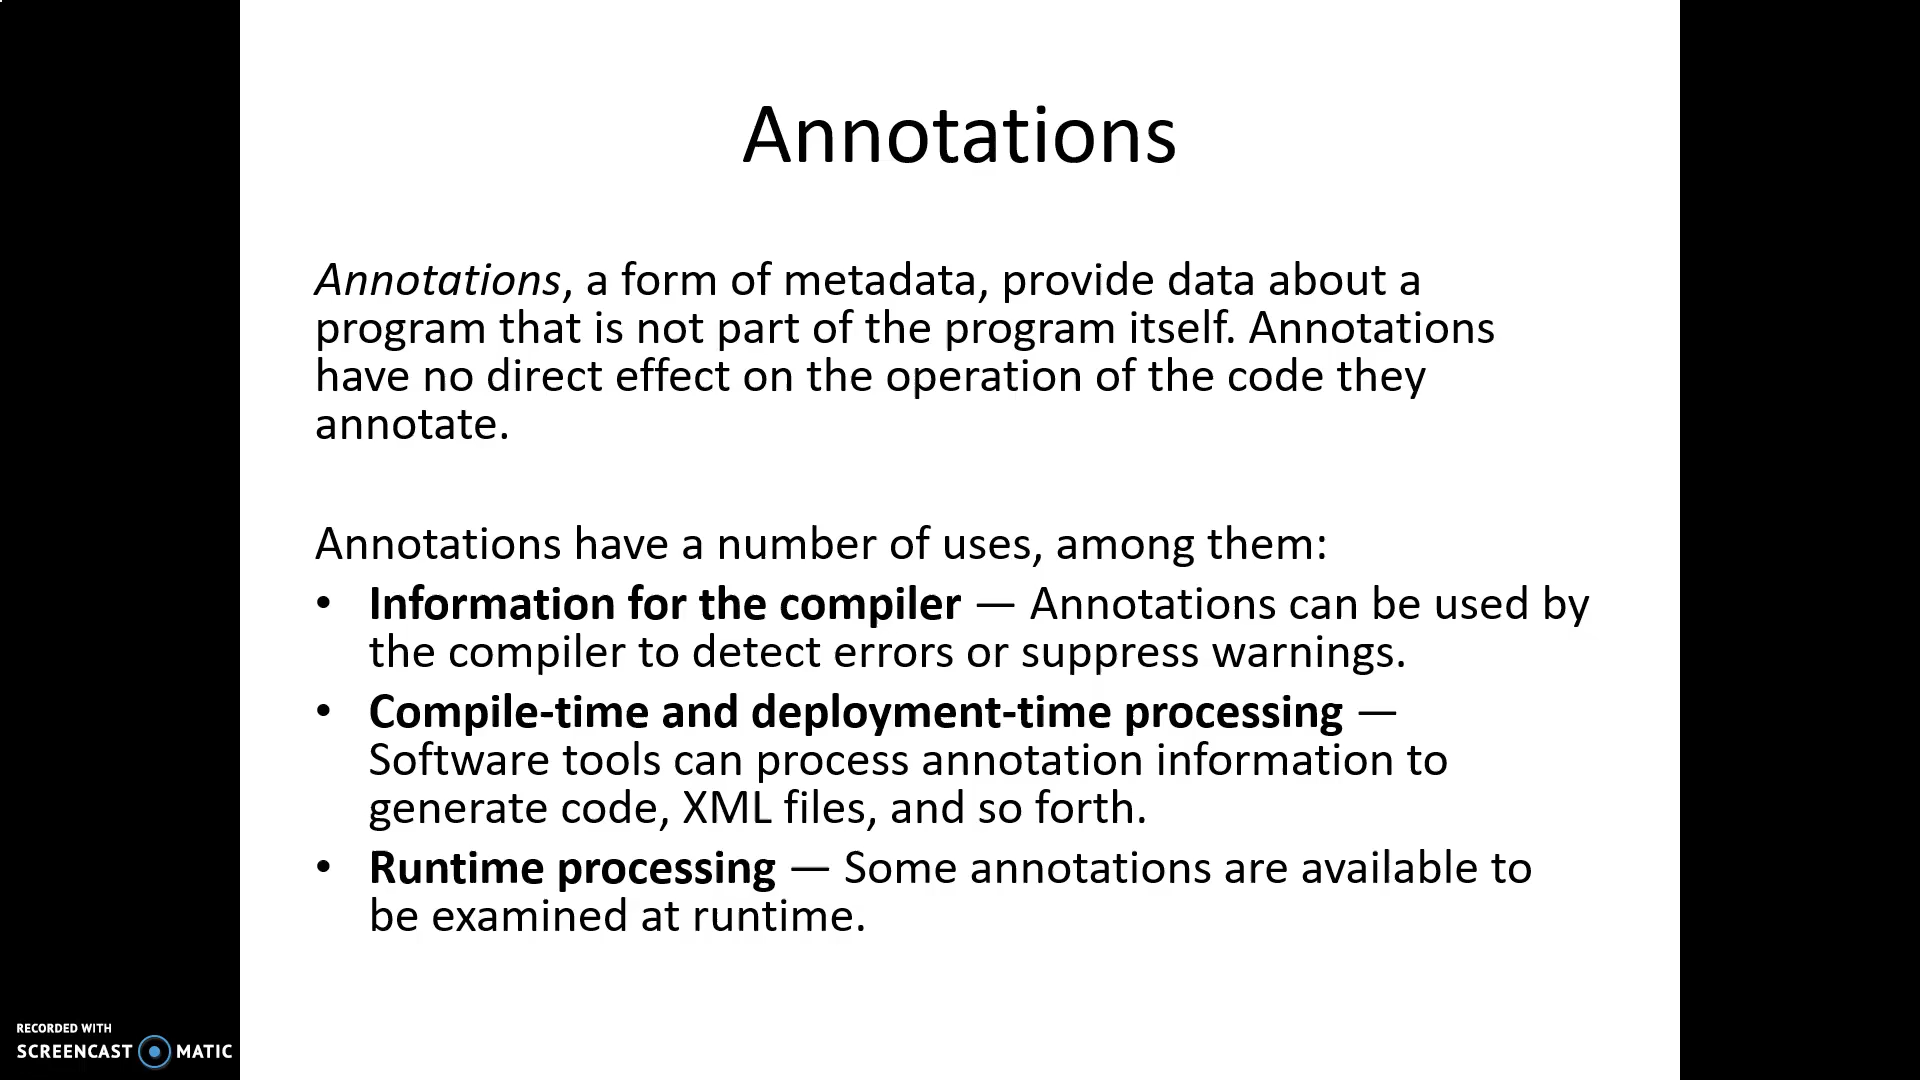 Annotations
Annotations, a form of metadata, provide data about a
program that is not part of the program itself. Annotations
have no direct effect on the operation of the code they
annotate.
Annotations have a number of uses, among them:
• Information for the compiler — Annotations can be used by
the compiler to detect errors or suppress warnings.
• Compile-time and deployment-time processing —
Software tools can process annotation information to
generate code, XML files, and so forth.
• Runtime processing — Some annotations are available to
be examined at runtime.
RECORDED WITH
SCREENCAST MATIC